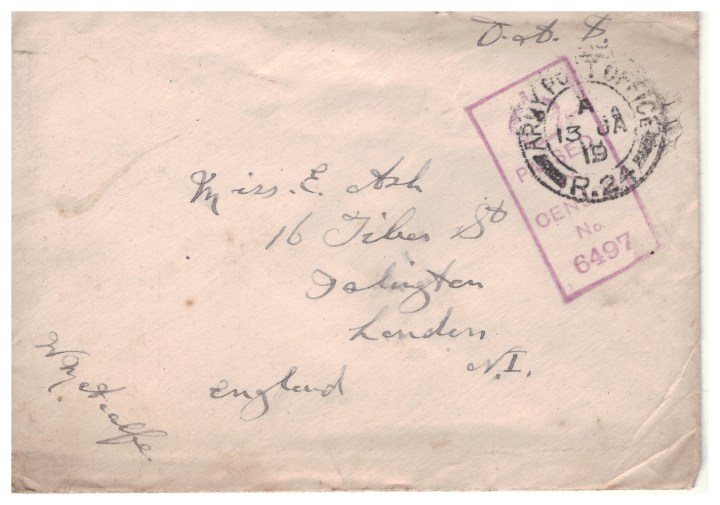 ARMY POST OFFICE
A
13 JA
19
R.24
PASSED
CENSOR
No.
6497
Miss. E. Ash
16 Tiber St
Islington
London
N.1.
England
W Metcalfe.